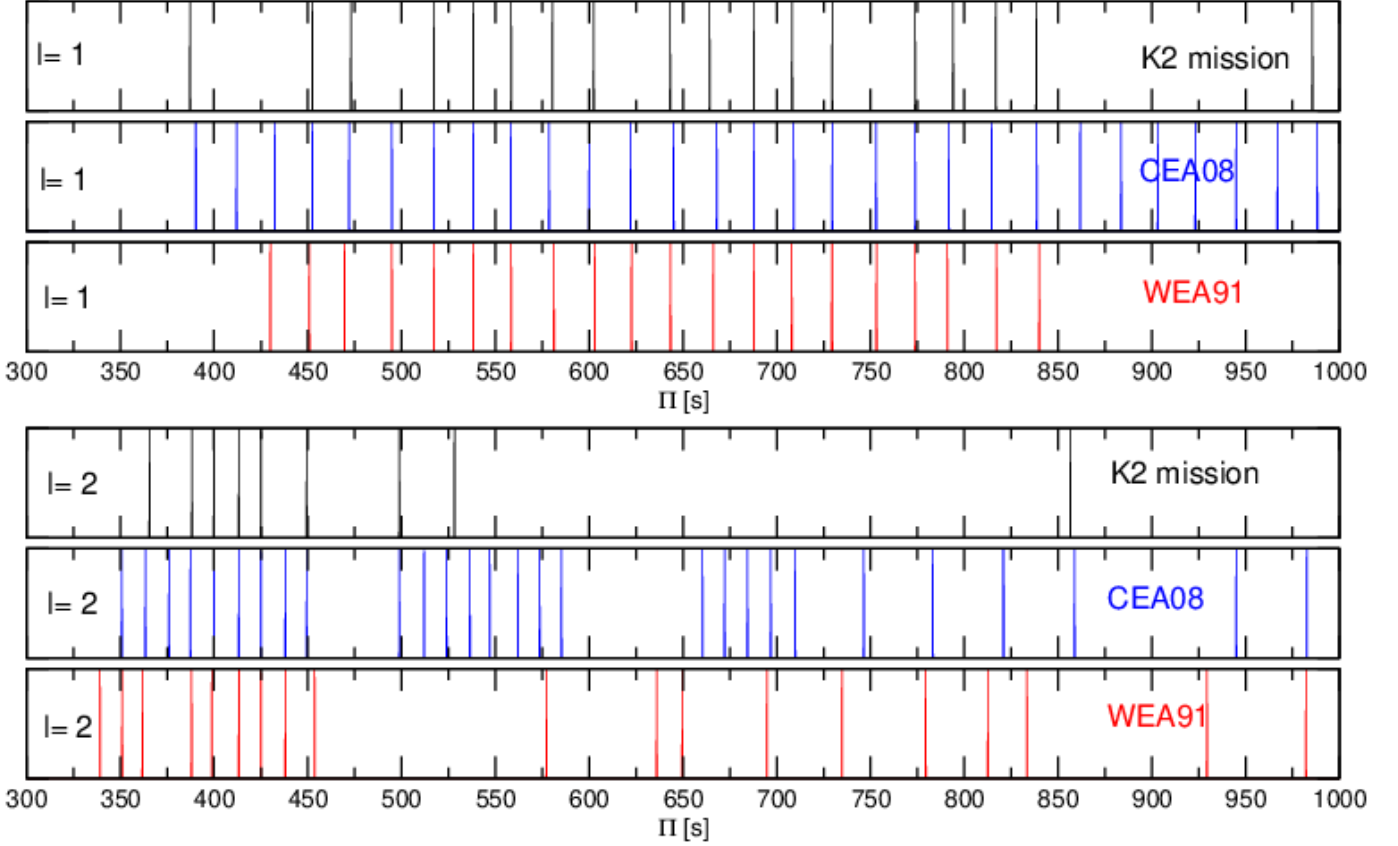 l= 1 K2 mission
l= 1 CEA08
l= 1 WEA91
300 350 400 450 500 550 600 650 700 750 800 850 900 950 1000
Π [s]
l= 2 K2 mission
l= 2 CEA08
l= 2 WEA91
300 350 400 450 500 550 600 650 700 750 800 850 900 950 1000
Π [s]